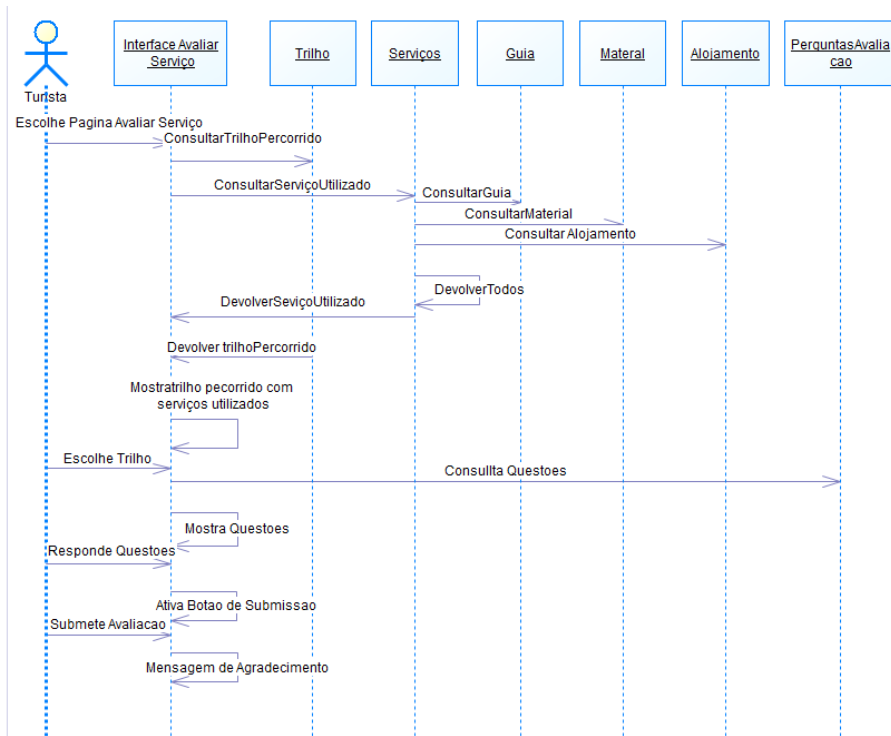 Interface Avaliar
Serviço
Trilho
Serviços
Guia
Materal
Alojamento
PerguntasAvalia
cao
Turista
Escolhe Pagina Avaliar Serviço
ConsultarTrilhoPercorrido
ConsultarServiçoUtilizado
ConsultarGuia
ConsultarMaterial
Consultar Alojamento
DevolverTodos
DevolverSeviçoUtilizado
Devolver trilhoPercorrido
Mostratrilho pecorrido com
serviços utilizados
Escolhe Trilho
Consullta Questoes
Mostra Questoes
Responde Questoes
Ativa Botao de Submissao
Submete Avaliacao
Mensagem de Agradecimento